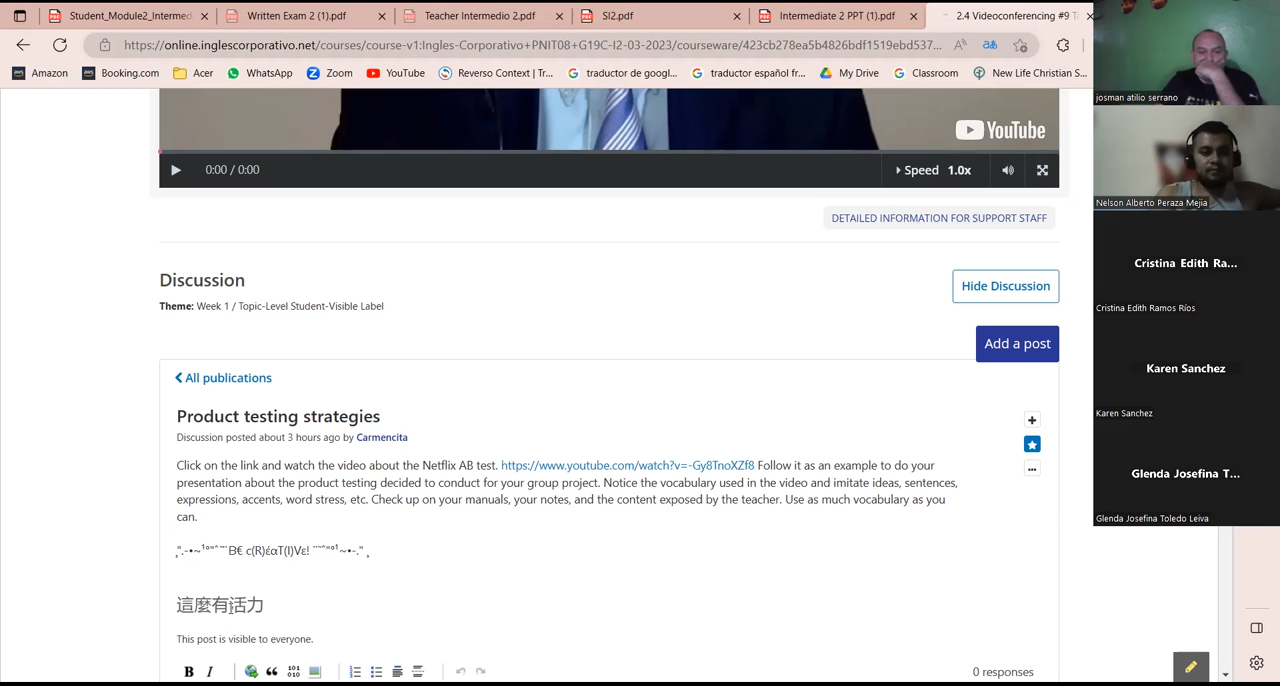 Student_Module2_Intermed
Written Exam 2 (1).pdf
Teacher Intermedio 2.pdf
SI2.pdf
Intermediate 2 PPT (1).pdf
2.4 Videoconferencing #9 Ta
https://online.inglescorporativo.net/courses/course-v1:Ingles-Corporativo+PNIT08+G19C-I2-03-2023/courseware/423cb278ea5b4826bdf1519ebd537...
Amazon
Booking.com
Acer
WhatsApp
Zoom
YouTube
Reverso Context | Tr...
traductor de googl...
traductor español fr...
My Drive
Classroom
New Life Christian S...
YouTube
0:00 / 0:00
Speed 1.0x
DETAILED INFORMATION FOR SUPPORT STAFF
Discussion
Hide Discussion
Theme: Week 1 / Topic-Level Student-Visible Label
Add a post
All publications
Product testing strategies
Discussion posted about 3 hours ago by Carmencita
Click on the link and watch the video about the Netflix AB test. https://www.youtube.com/watch?v=-Gy8TnoXZf8 Follow it as an example to do your
presentation about the product testing decided to conduct for your group project. Notice the vocabulary used in the video and imitate ideas, sentences,
expressions, accents, word stress, etc. Check up on your manuals, your notes, and the content exposed by the teacher. Use as much vocabulary as you
can.
¸".-•~¹°"ˆ˜¨B€ c(R)έαT(I)Vε! ¨˜ˆ"°¹~•-." ¸
這麼有活力
This post is visible to everyone.
B I
101
010
0 responses
josman atilio serrano
Nelson Alberto Peraza Mejia
Cristina Edith Ra...
Cristina Edith Ramos Ríos
Karen Sanchez
Karen Sanchez
Glenda Josefina T...
Glenda Josefina Toledo Leiva